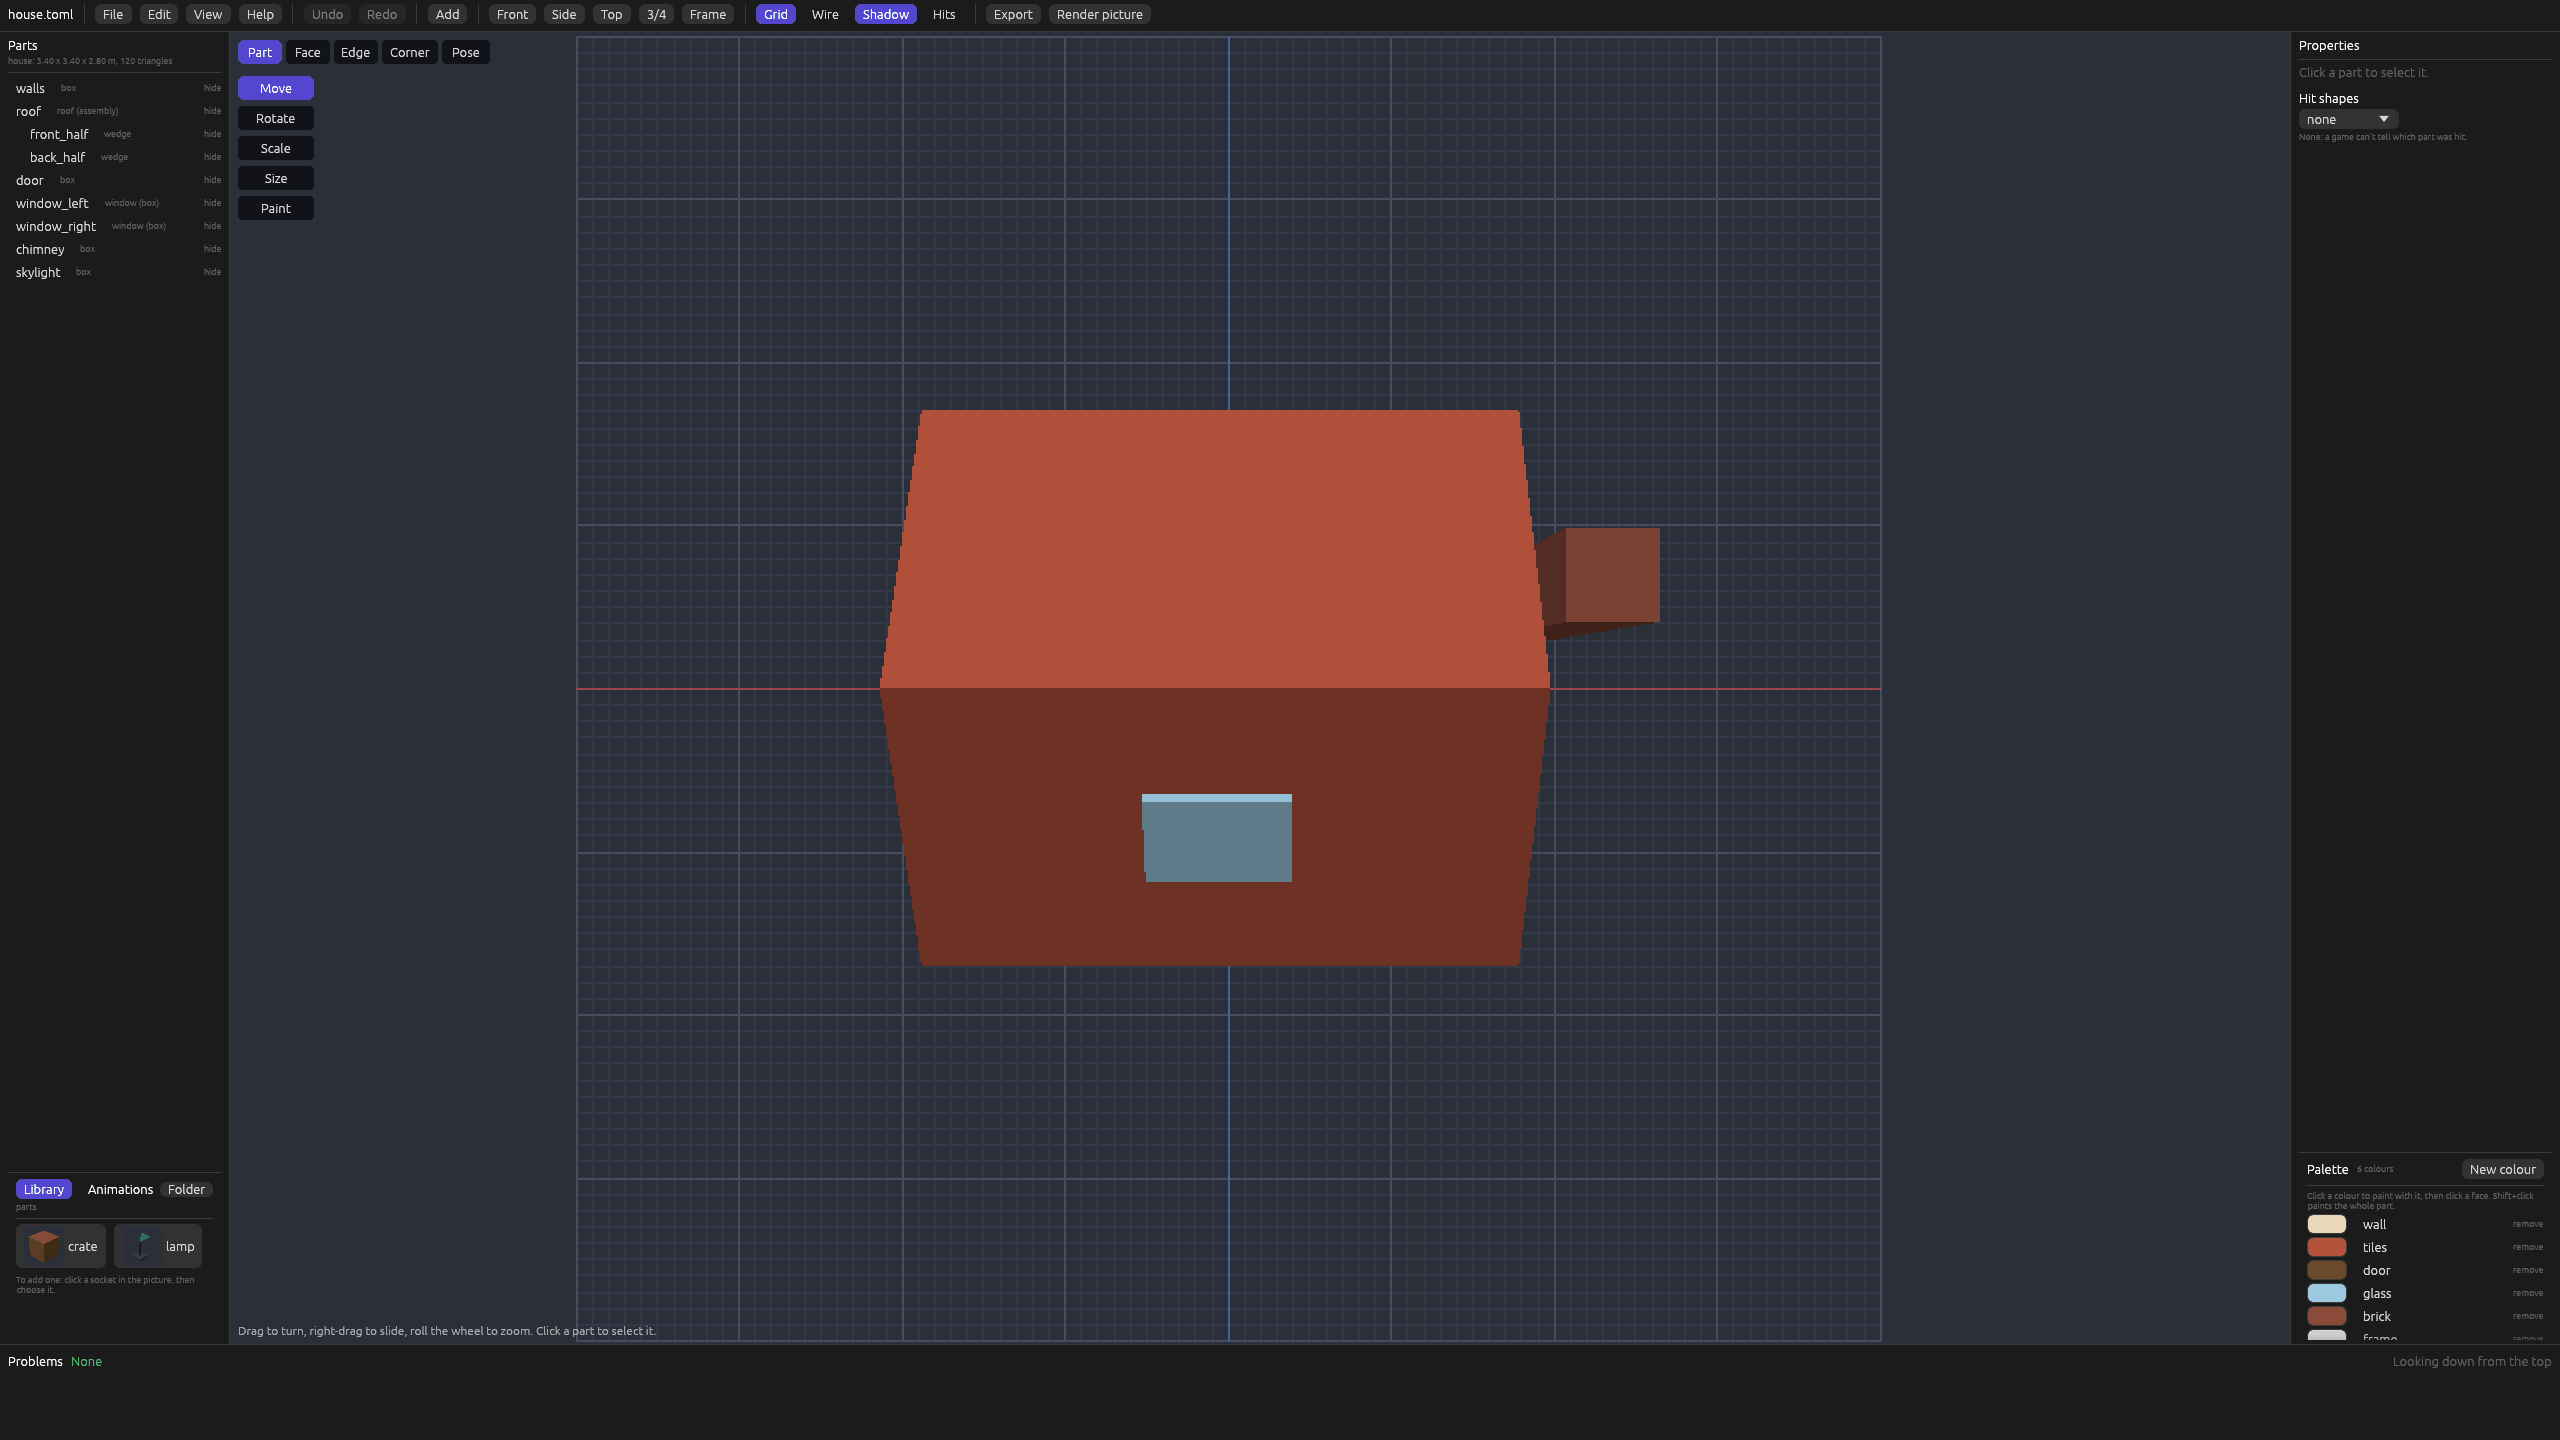 house.toml File Edit View Help Undo Redo Add Front Side Top 3/4 Frame Grid Wire Shadow Hits Export Render picture
Parts
house: 3.40 x 3.40 x 2.80 m, 120 triangles
walls box hide
roof roof (assembly) hide
front_half wedge hide
back_half wedge hide
door box hide
window_left window (box) hide
window_right window (box) hide
chimney box hide
skylight box hide
Part Face Edge Corner Pose
Move
Rotate
Scale
Size
Paint
Properties
Click a part to select it.
Hit shapes
none
None: a game can't tell which part was hit.
Library Animations Folder
parts
crate lamp
To add one: click a socket in the picture, then
choose it.
Drag to turn, right-drag to slide, roll the wheel to zoom. Click a part to select it.
Palette 6 colours New colour
Click a colour to paint with it, then click a face. Shift+click
paints the whole part.
wall remove
tiles remove
door remove
glass remove
brick remove
frame remove
Problems None
Looking down from the top